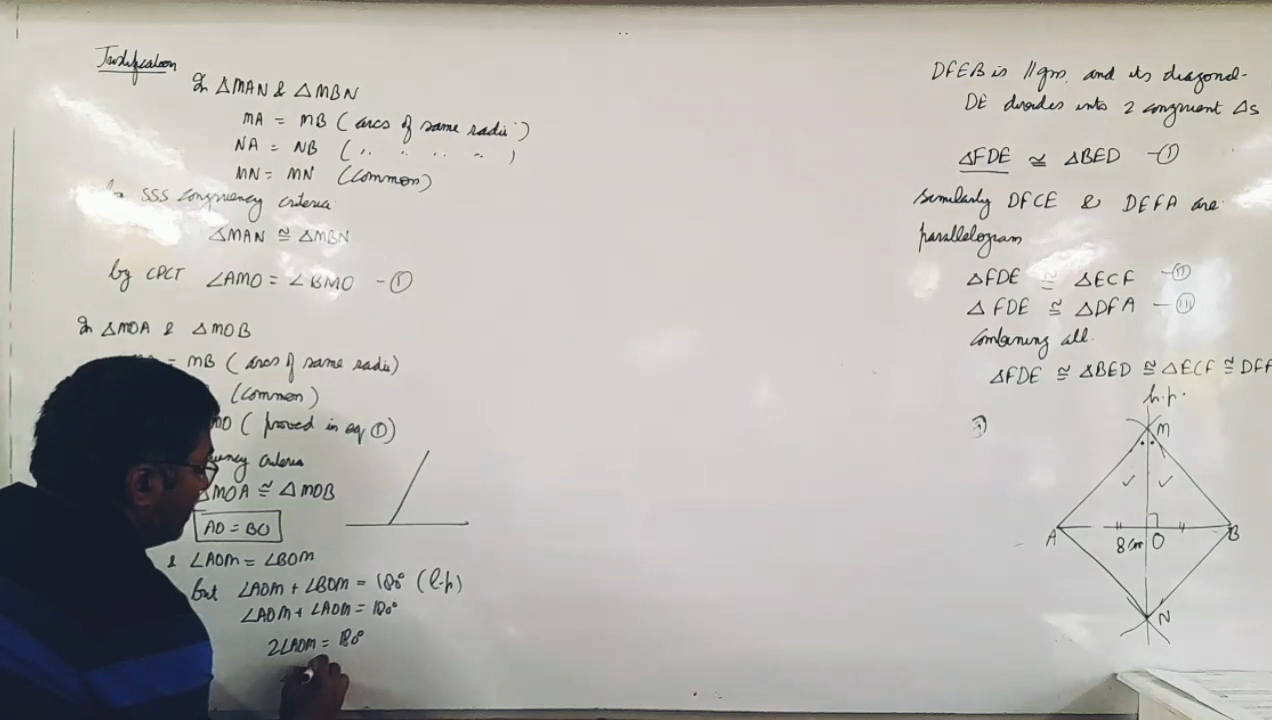 Justification
In △MAN & △MBN
MA = MB (arcs of same radii)
NA = NB ( ,, ,, ,, ,, )
MN = MN (common)
SSS congruency criteria
△MAN ≅ △MBN
by CPCT ∠AMO = ∠BMO -①
In △MOA & △MOB
= MB (arcs of same radii)
(common)
MO (proved in eq ①)
criteria
△MOA ≅ △MOB
AO = BO
& ∠AOM = ∠BOM
but ∠AOM + ∠BOM = 180° (l.p)
∠AOM + ∠AOM = 180°
2∠AOM = 180°
DFEB is //gm. and its diagonal
DE divides into 2 congruent △s
△FDE ≅ △BED -①
Similarly DFCE & DEFA are
parallelogram
△FDE ≅ △ECF -②
△FDE ≅ △DFA -③
Combining all.
△FDE ≅ △BED ≅ △ECF ≅ DFA
l.p.
M
A
8cm
O
B
N